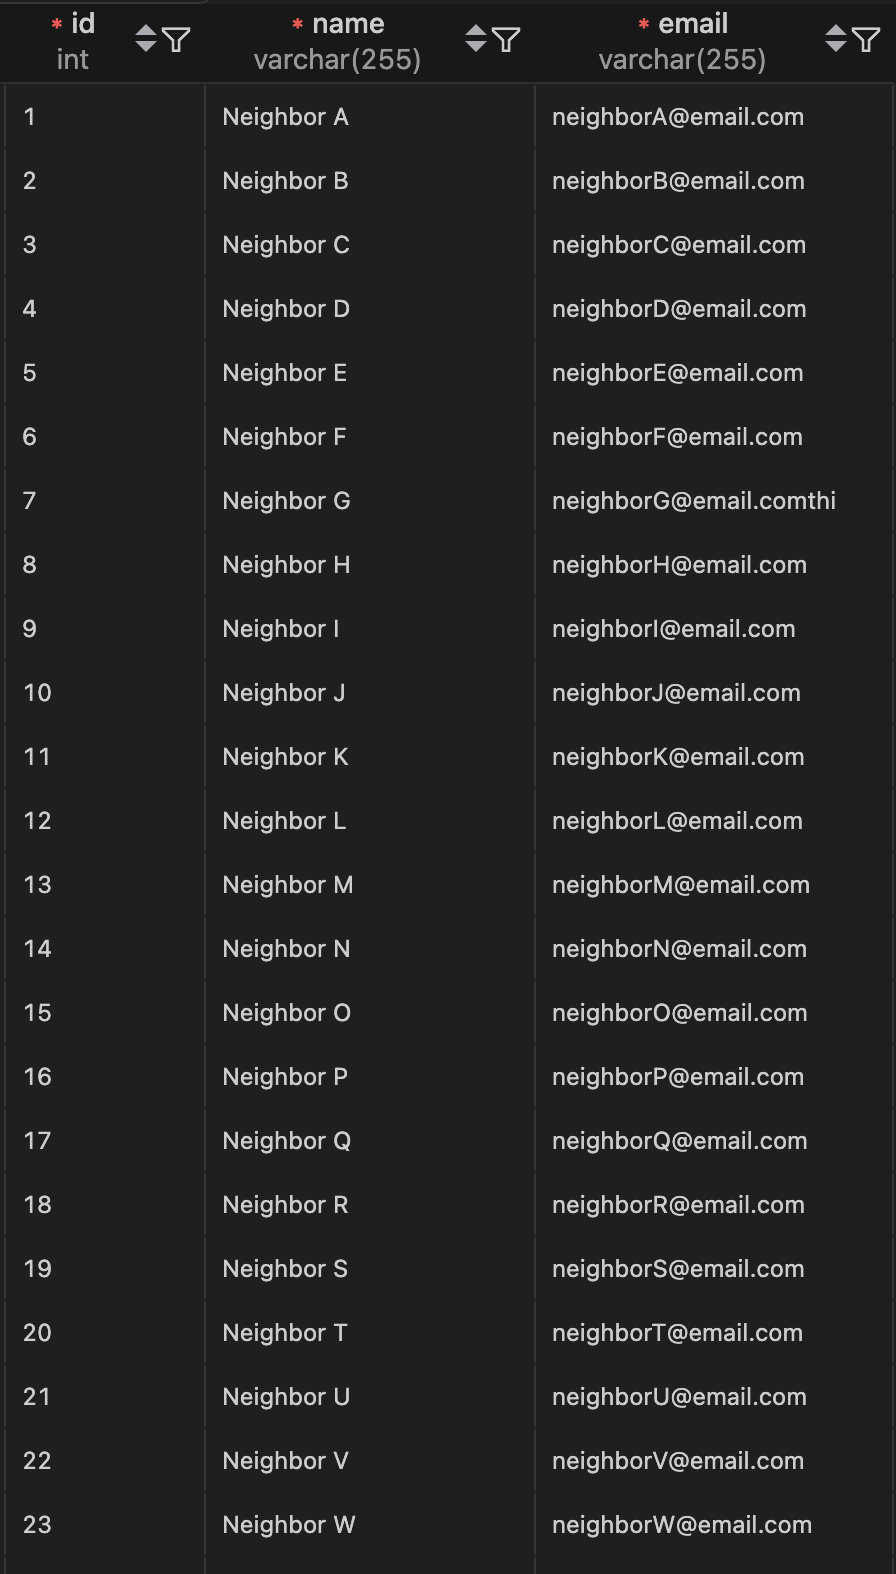 * id * name * email
int varchar(255) varchar(255)
1 Neighbor A neighborA@email.com
2 Neighbor B neighborB@email.com
3 Neighbor C neighborC@email.com
4 Neighbor D neighborD@email.com
5 Neighbor E neighborE@email.com
6 Neighbor F neighborF@email.com
7 Neighbor G neighborG@email.comthi
8 Neighbor H neighborH@email.com
9 Neighbor I neighborI@email.com
10 Neighbor J neighborJ@email.com
11 Neighbor K neighborK@email.com
12 Neighbor L neighborL@email.com
13 Neighbor M neighborM@email.com
14 Neighbor N neighborN@email.com
15 Neighbor O neighborO@email.com
16 Neighbor P neighborP@email.com
17 Neighbor Q neighborQ@email.com
18 Neighbor R neighborR@email.com
19 Neighbor S neighborS@email.com
20 Neighbor T neighborT@email.com
21 Neighbor U neighborU@email.com
22 Neighbor V neighborV@email.com
23 Neighbor W neighborW@email.com